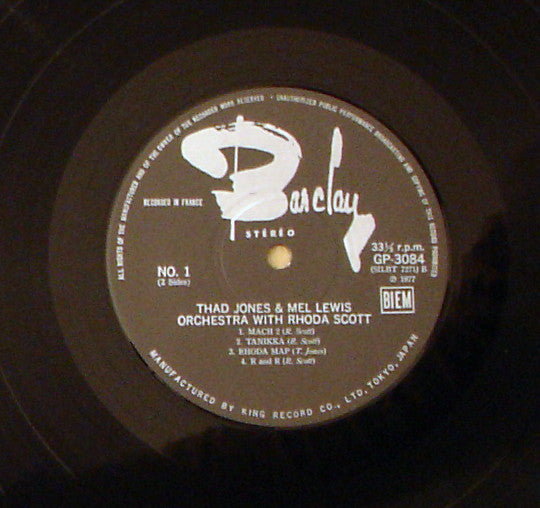 ALL RIGHTS OF THE MANUFACTURER AND OF THE OWNER OF THE RECORDED WORK RESERVED • UNAUTHORIZED PUBLIC PERFORMANCE BROADCASTING AND COPYING OF THIS RECORD PROHIBITED
Barclay
RECORDED IN FRANCE
STÉRÉO
33⅓ r.p.m.
GP-3084
(SILBT 7271) B
℗ 1977
NO. 1
(2 Sides)
BIEM
THAD JONES & MEL LEWIS
ORCHESTRA WITH RHODA SCOTT
1. MACH 2 (R. Scott)
2. TANIKKA (R. Scott)
3. RHODA MAP (T. Jones)
4. R and R (R. Scott)
MANUFACTURED BY KING RECORD CO., LTD. TOKYO, JAPAN